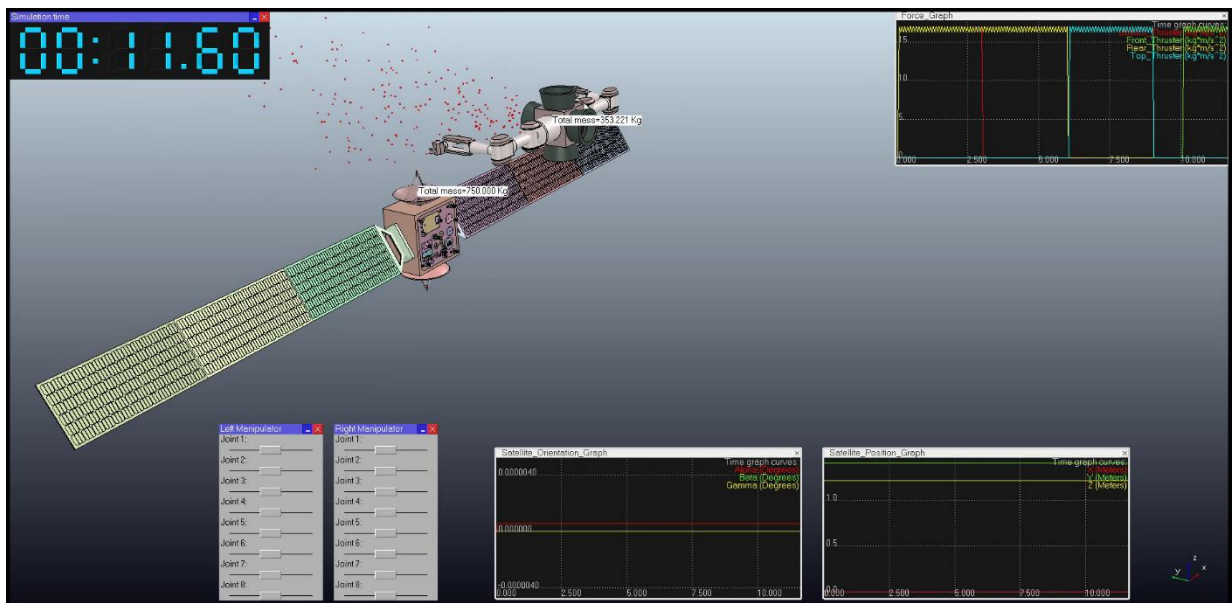 Simulation time
00:11.60
Total mass=353.221 Kg
Total mass=750.000 Kg
Force_Graph
Time graph curves:
Front_Thruster (kg*m/s^2)
Rear_Thruster (kg*m/s^2)
Top_Thruster (kg*m/s^2)
15
10
5
0
0.000 2.500 5.000 7.500 10.000
Left Manipulator
Joint 1:
Joint 2:
Joint 3:
Joint 4:
Joint 5:
Joint 6:
Joint 7:
Joint 8:
Right Manipulator
Joint 1:
Joint 2:
Joint 3:
Joint 4:
Joint 5:
Joint 6:
Joint 7:
Joint 8:
Satellite_Orientation_Graph
Time graph curves:
Alpha (Degrees)
Beta (Degrees)
Gamma (Degrees)
0.0000040
0.000000
-0.0000040
0.000 2.500 5.000 7.500 10.000
Satellite_Position_Graph
Time graph curves:
X (Meters)
Y (Meters)
Z (Meters)
1.0
0.5
0.0
0.000 2.500 5.000 7.500 10.000
z
y
x